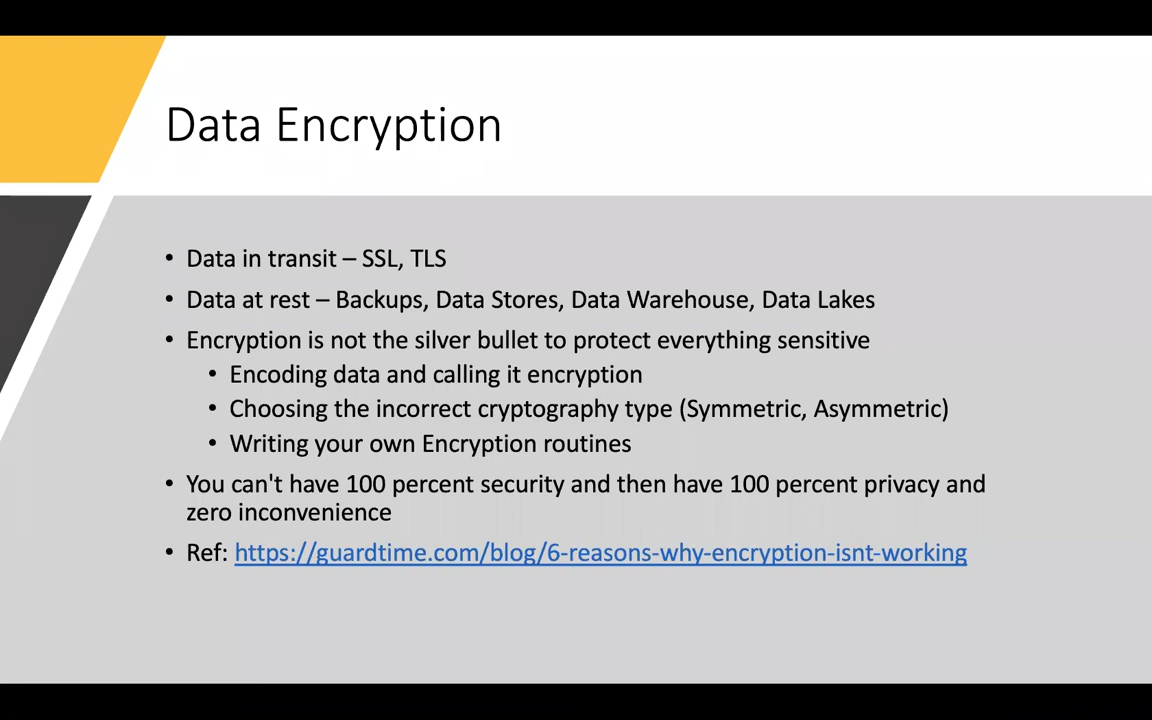 Data Encryption
• Data in transit – SSL, TLS
• Data at rest – Backups, Data Stores, Data Warehouse, Data Lakes
• Encryption is not the silver bullet to protect everything sensitive
• Encoding data and calling it encryption
• Choosing the incorrect cryptography type (Symmetric, Asymmetric)
• Writing your own Encryption routines
• You can't have 100 percent security and then have 100 percent privacy and
zero inconvenience
• Ref: https://guardtime.com/blog/6-reasons-why-encryption-isnt-working